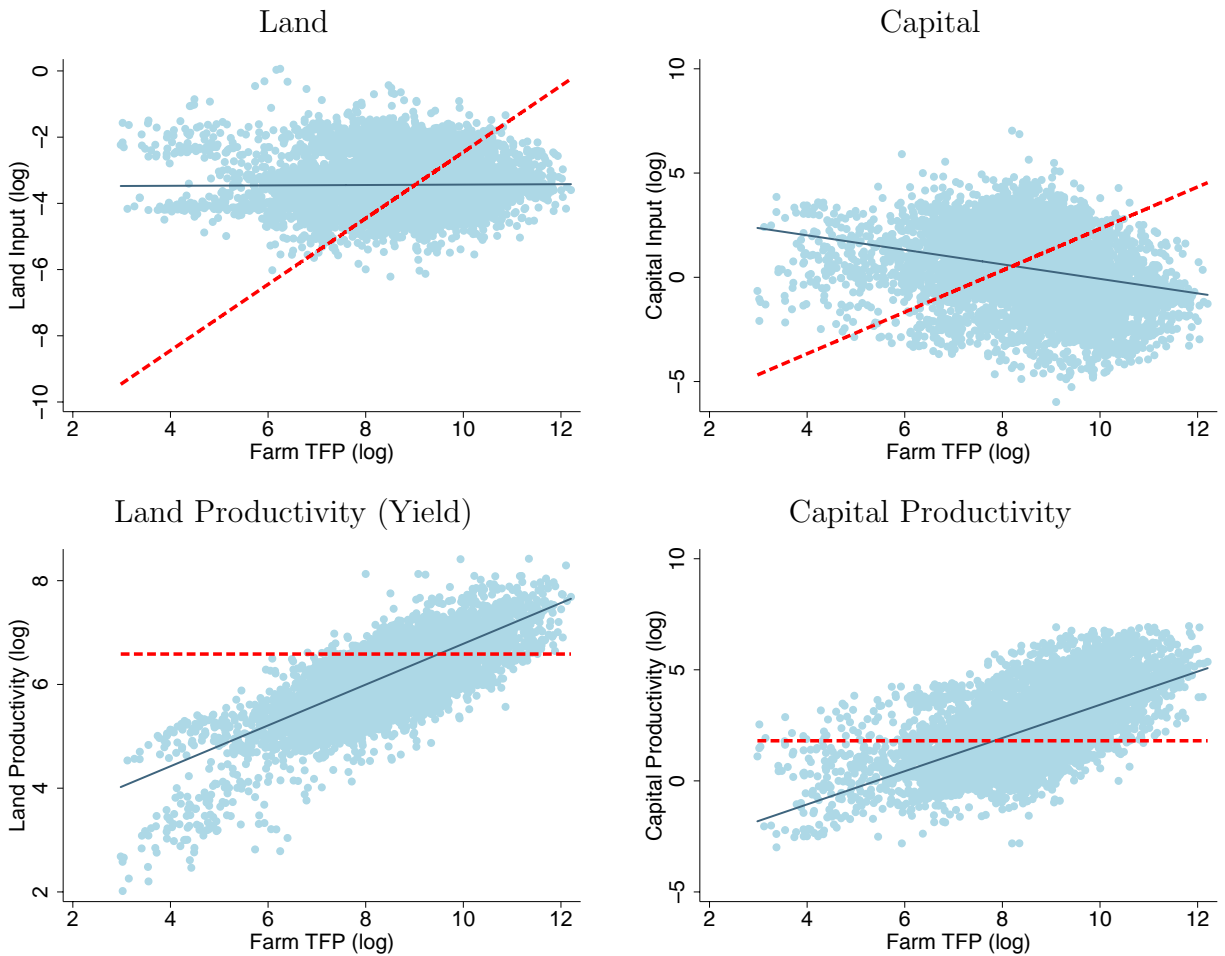 Land
0
−2
−4
−6
−8
−10
Land Input (log)
2 4 6 8 10 12
Farm TFP (log)
Capital
10
5
0
−5
Capital Input (log)
2 4 6 8 10 12
Farm TFP (log)
Land Productivity (Yield)
8
6
4
2
Land Productivity (log)
2 4 6 8 10 12
Farm TFP (log)
Capital Productivity
10
5
0
−5
Capital Productivity (log)
2 4 6 8 10 12
Farm TFP (log)